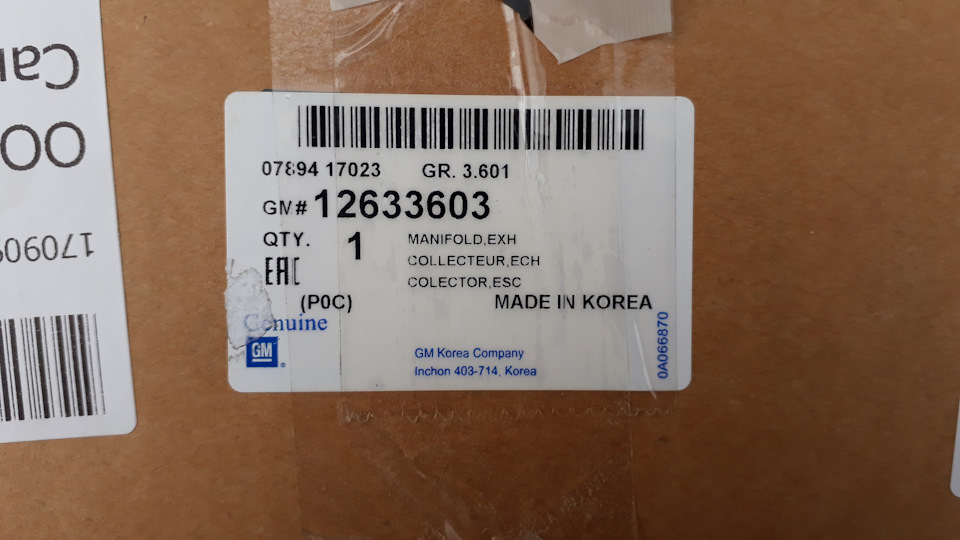 07894 17023 GR. 3.601
GM# 12633603
QTY. 1
MANIFOLD,EXH
COLLECTEUR,ECH
COLECTOR,ESC
EAC
(P0C)
MADE IN KOREA
Genuine
GM ®
GM Korea Company
Inchon 403-714, Korea
0A066870